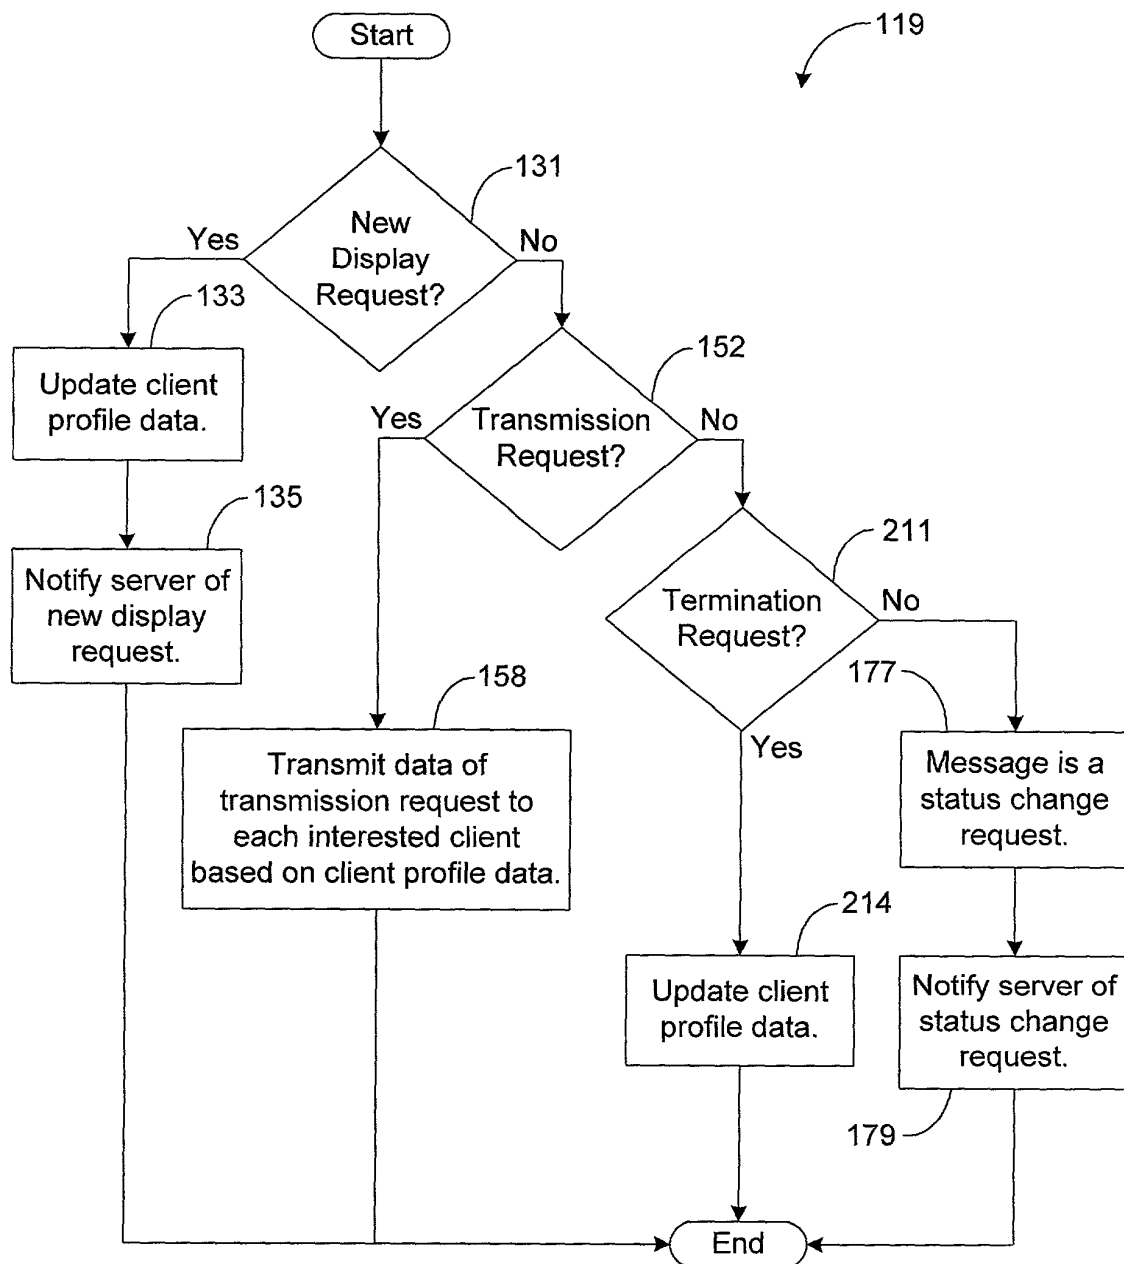 Start
119
131
New
Display
Request?
Yes
No
133
Update client
profile data.
152
Transmission
Request?
Yes
No
135
Notify server of
new display
request.
211
Termination
Request?
No
Yes
158
Transmit data of
transmission request to
each interested client
based on client profile data.
177
Message is a
status change
request.
214
Update client
profile data.
Notify server of
status change
request.
179
End